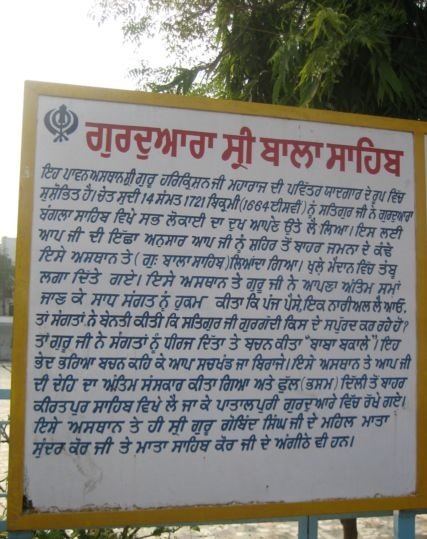 ਗੁਰਦੁਆਰਾ ਸ੍ਰੀ ਬਾਲਾ ਸਾਹਿਬ
ਇਹ ਪਾਵਨ ਅਸਥਾਨ ਸ੍ਰੀ ਗੁਰੂ ਹਰਿਕ੍ਰਿਸ਼ਨ ਜੀ ਮਹਾਰਾਜ ਦੀ ਪਵਿੱਤਰ ਯਾਦਗਾਰ ਦੇ ਰੂਪ ਵਿੱਚ
ਸੁਸ਼ੋਭਿਤ ਹੈ। ਚੇਤ ਸੁਦੀ 14 ਸੰਮਤ 1721 ਬਿਕ੍ਰਮੀ (1664 ਈਸਵੀ) ਨੂੰ ਸਤਿਗੁਰ ਜੀ ਨੇ ਗੁਰਦੁਆਰਾ
ਬੰਗਲਾ ਸਾਹਿਬ ਵਿਖੇ ਸਭ ਲੋਕਾਈ ਦਾ ਦੁਖ ਆਪਣੇ ਉੱਤੇ ਲੈ ਲਿਆ। ਇਸ ਲਈ
ਆਪ ਜੀ ਦੀ ਇੱਛਾ ਅਨੁਸਾਰ ਆਪ ਜੀ ਨੂੰ ਸ਼ਹਿਰ ਤੋਂ ਬਾਹਰ ਜਮਨਾ ਦੇ ਕੰਢੇ
ਇਸੇ ਅਸਥਾਨ ਤੇ (ਗੁ: ਬਾਲਾ ਸਾਹਿਬ) ਲਿਆਂਦਾ ਗਿਆ। ਖੁਲੇ ਮੈਦਾਨ ਵਿੱਚ ਤੰਬੂ
ਲਗਾ ਦਿੱਤੇ ਗਏ। ਇਸੇ ਅਸਥਾਨ ਤੇ ਗੁਰੂ ਜੀ ਨੇ ਆਪਣਾ ਅੰਤਿਮ ਸਮਾਂ
ਜਾਣ ਕੇ ਸਾਧ ਸੰਗਤ ਨੂੰ ਹੁਕਮ ਕੀਤਾ ਕਿ ਪੰਜ ਪੈਸੇ, ਇਕ ਨਾਰੀਅਲ ਲੈ ਆਓ,
ਤਾਂ ਸੰਗਤਾਂ ਨੇ ਬੇਨਤੀ ਕੀਤੀ ਕਿ ਸਤਿਗੁਰ ਜੀ ਗੁਰਗੱਦੀ ਕਿਸ ਦੇ ਸਪੁੱਰਦ ਕਰ ਰਹੇ ਹੋ?
ਤਾਂ ਗੁਰੂ ਜੀ ਨੇ ਸੰਗਤਾਂ ਨੂੰ ਧੀਰਜ ਦਿੱਤਾ ਤੇ ਬਚਨ ਕੀਤਾ "ਬਾਬਾ ਬਕਾਲੇ"। ਇਹ
ਭੇਦ ਭਰਿਆ ਬਚਨ ਕਹਿ ਕੇ ਆਪ ਸਚਖੰਡ ਜਾ ਬਿਰਾਜੇ। ਇਸੇ ਅਸਥਾਨ ਤੇ ਆਪ ਜੀ
ਦੀ ਦੇਹਿ ਦਾ ਅੰਤਿਮ ਸੰਸਕਾਰ ਕੀਤਾ ਗਿਆ ਅਤੇ ਫੁੱਲ (ਭਸਮ) ਦਿੱਲੀ ਤੋਂ ਬਾਹਰ
ਕੀਰਤਪੁਰ ਸਾਹਿਬ ਵਿਖੇ ਲੈ ਜਾ ਕੇ ਪਾਤਾਲਪੁਰੀ ਗੁਰਦੁਆਰੇ ਵਿੱਚ ਰੱਖੇ ਗਏ।
ਇਸੇ ਅਸਥਾਨ ਤੇ ਹੀ ਸ਼੍ਰੀ ਗੁਰੂ ਗੋਬਿੰਦ ਸਿੰਘ ਜੀ ਦੇ ਮਹਿਲ ਮਾਤਾ
ਸੁੰਦਰ ਕੌਰ ਜੀ ਤੇ ਮਾਤਾ ਸਾਹਿਬ ਕੌਰ ਜੀ ਦੇ ਅੰਗੀਠੇ ਵੀ ਹਨ।